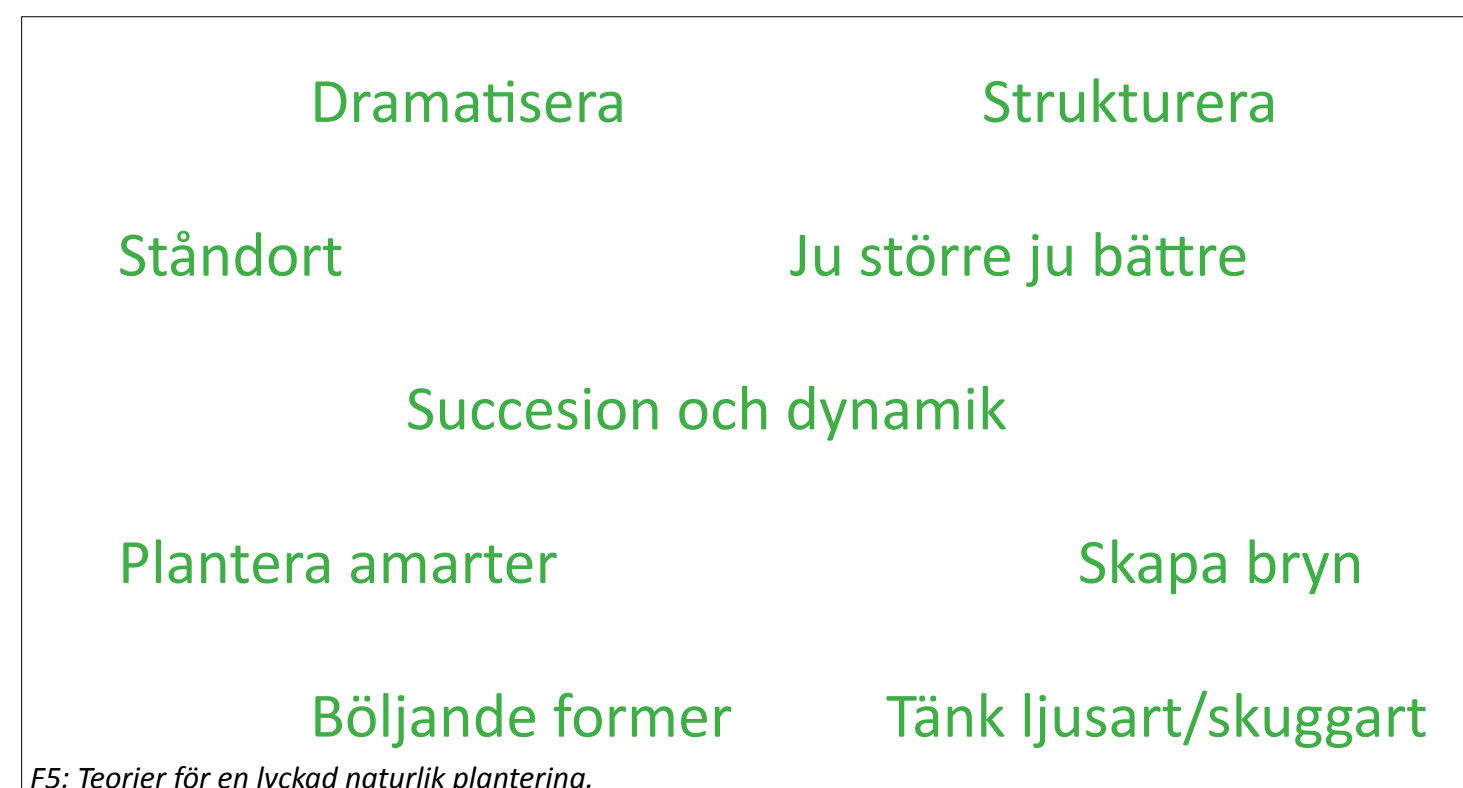 Dramatisera Strukturera
Ståndort Ju större ju bättre
Succesion och dynamik
Plantera amarter Skapa bryn
Böljande former Tänk ljusart/skuggart
F5: Teorier för en lyckad naturlik plantering.